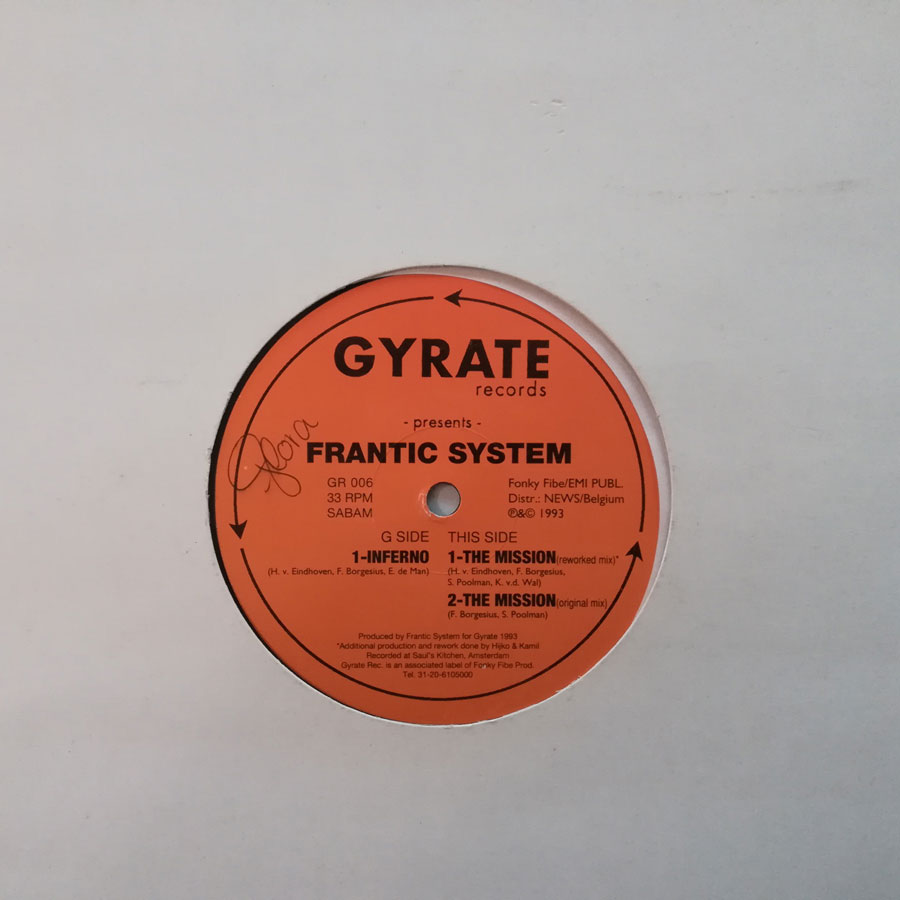 GYRATE
records
- presents -
FRANTIC SYSTEM
GR 006
33 RPM
SABAM
Fonky Fibe/EMI PUBL.
Distr.: NEWS/Belgium
℗&© 1993
G SIDE
1-INFERNO
(H. v. Eindhoven, F. Borgesius, E. de Man)
THIS SIDE
1-THE MISSION(reworked mix)*
(H. v. Eindhoven, F. Borgesius,
S. Poolman, K. v.d. Wal)
2-THE MISSION(original mix)
(F. Borgesius, S. Poolman)
Produced by Frantic System for Gyrate 1993
*Additional production and rework done by Hijko & Kamil
Recorded at Saul's Kitchen, Amsterdam
Gyrate Rec. is an associated label of Fonky Fibe Prod.
Tel. 31-20-6105000